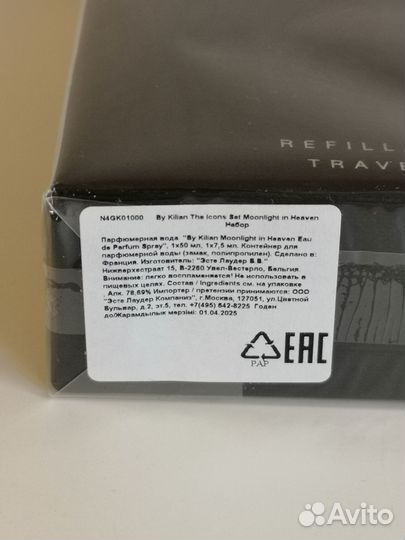 REFILL
TRAVE
N4GK01000 By Kilian The Icons Set Moonlight in Heaven
Набор
Парфюмерная вода "By Kilian Moonlight in Heaven Eau
de Parfum Spray", 1x50 мл, 1x7,5 мл. Контейнер для
парфюмерной воды (замак, полипропилен). Сделано в:
Франция. Изготовитель: "Эсте Лаудер В.В."
Нижверхестраат 15, B-2260 Увел-Вестерло, Бельгия
Внимание: легко воспламеняется! Не использовать в
пищевых целях. Состав / Ingredients см. на упаковке
. Алк. 78,69% Импортер / претензии принимаются: ООО
"Эсте Лаудер Компаниз", г.Москва, 127051, ул.Цветной
Бульвар, д.2, эт.5, тел. +7(495) 642-8225 Годен
до/Жарамдылық мерзімі: 01.04.2025
PAP
EAC
Avito